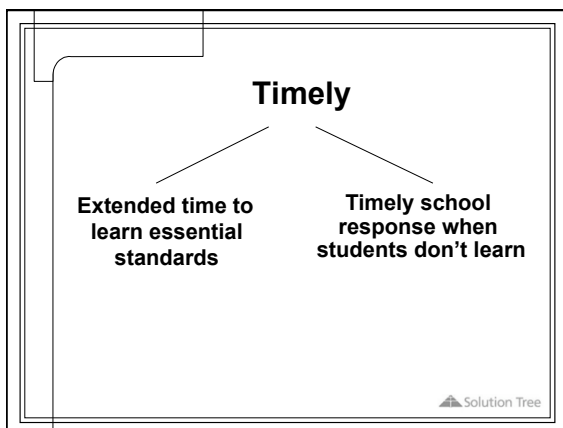 Timely
Extended time to
learn essential
standards
Timely school
response when
students don’t learn
Solution Tree